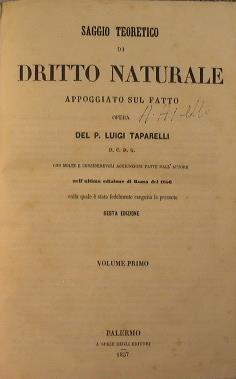 SAGGIO TEORETICO
DI
DRITTO NATURALE
APPOGGIATO SUL FATTO
OPERA
DEL P. LUIGI TAPARELLI
D. C. D. G.
CON MOLTE E CONSIDEREVOLI AGGIUNZIONI FATTE DALL'AUTORE
nell'ultima edizione di Roma del
sulla quale è stata fedelmente eseguita la presente
SESTA EDIZIONE
VOLUME PRIMO
PALERMO
A SPESE DEGLI EDITORI
1857